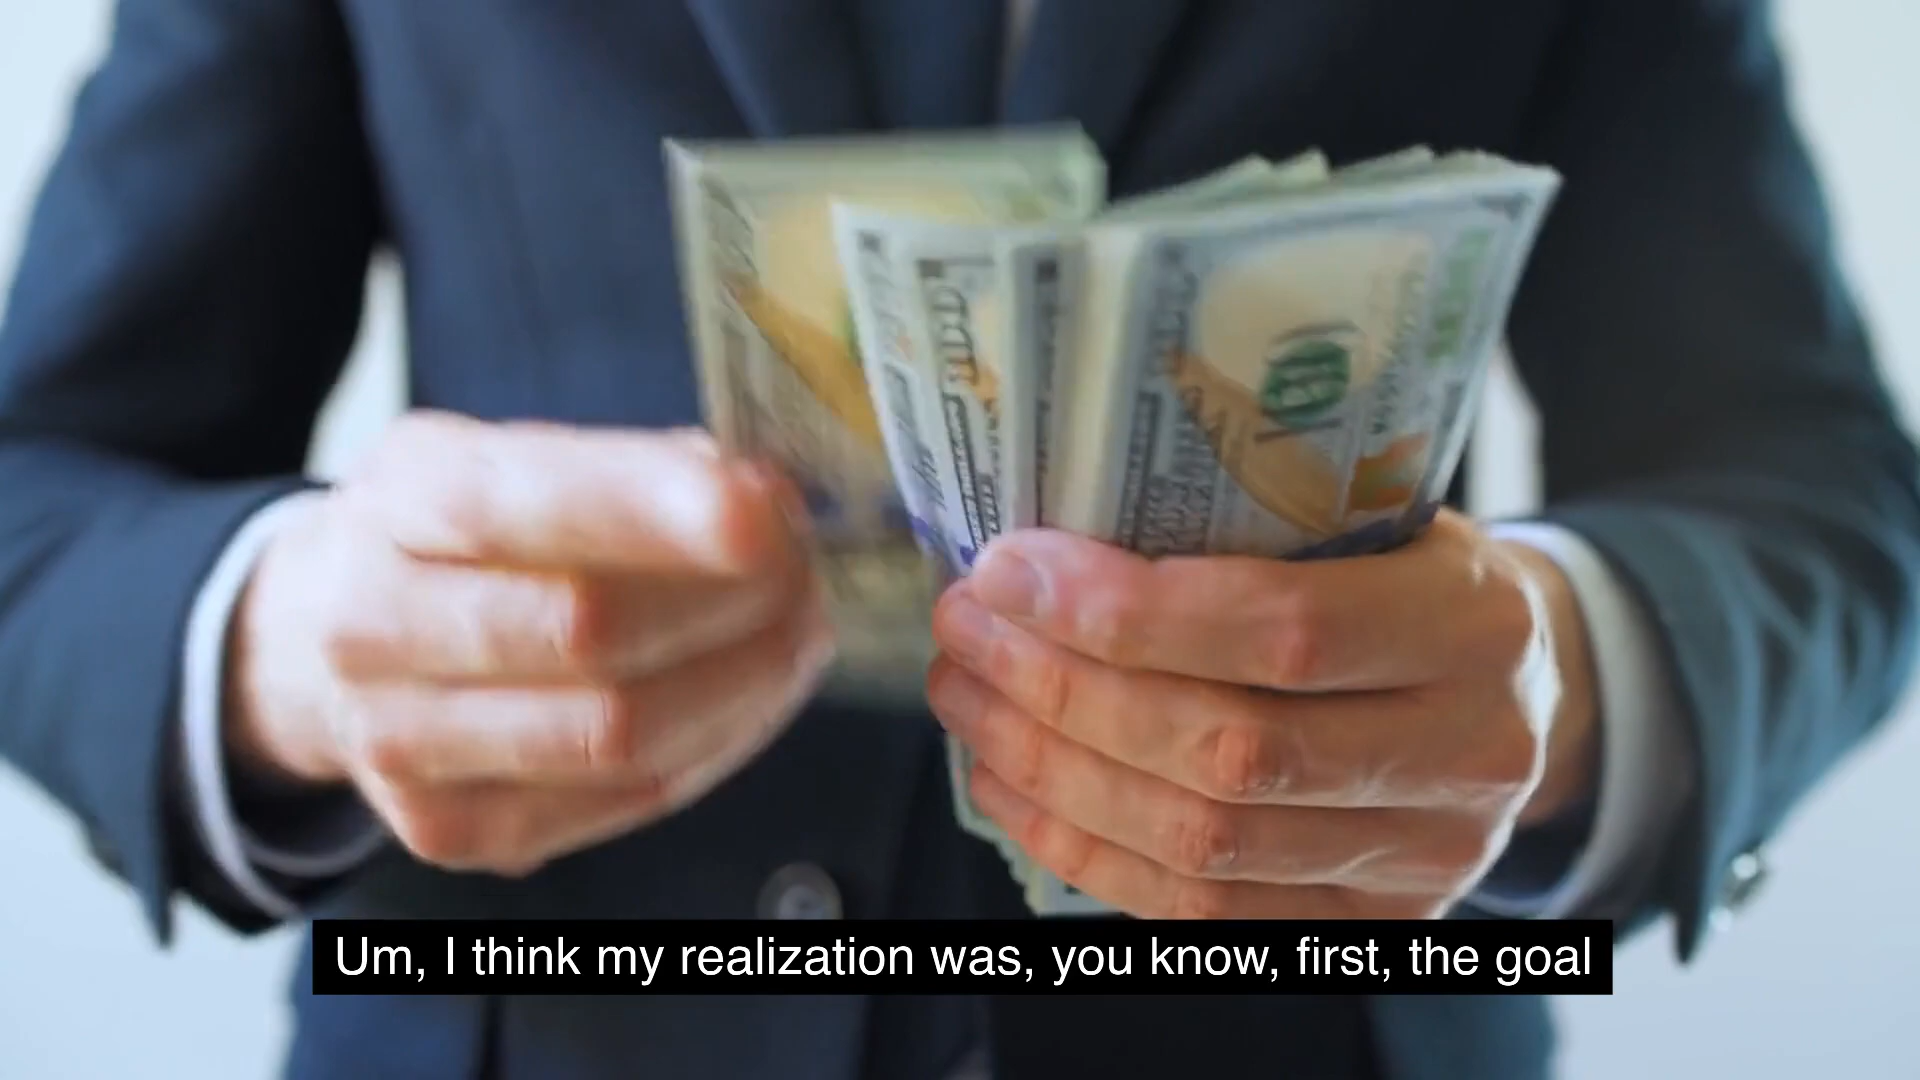 Um, I think my realization was, you know, first, the goal